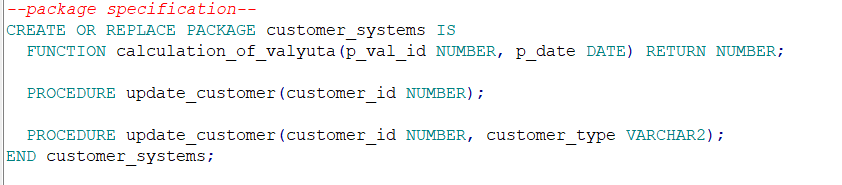 --package specification--
CREATE OR REPLACE PACKAGE customer_systems IS
  FUNCTION calculation_of_valyuta(p_val_id NUMBER, p_date DATE) RETURN NUMBER;
  PROCEDURE update_customer(customer_id NUMBER);
  PROCEDURE update_customer(customer_id NUMBER, customer_type VARCHAR2);
END customer_systems;